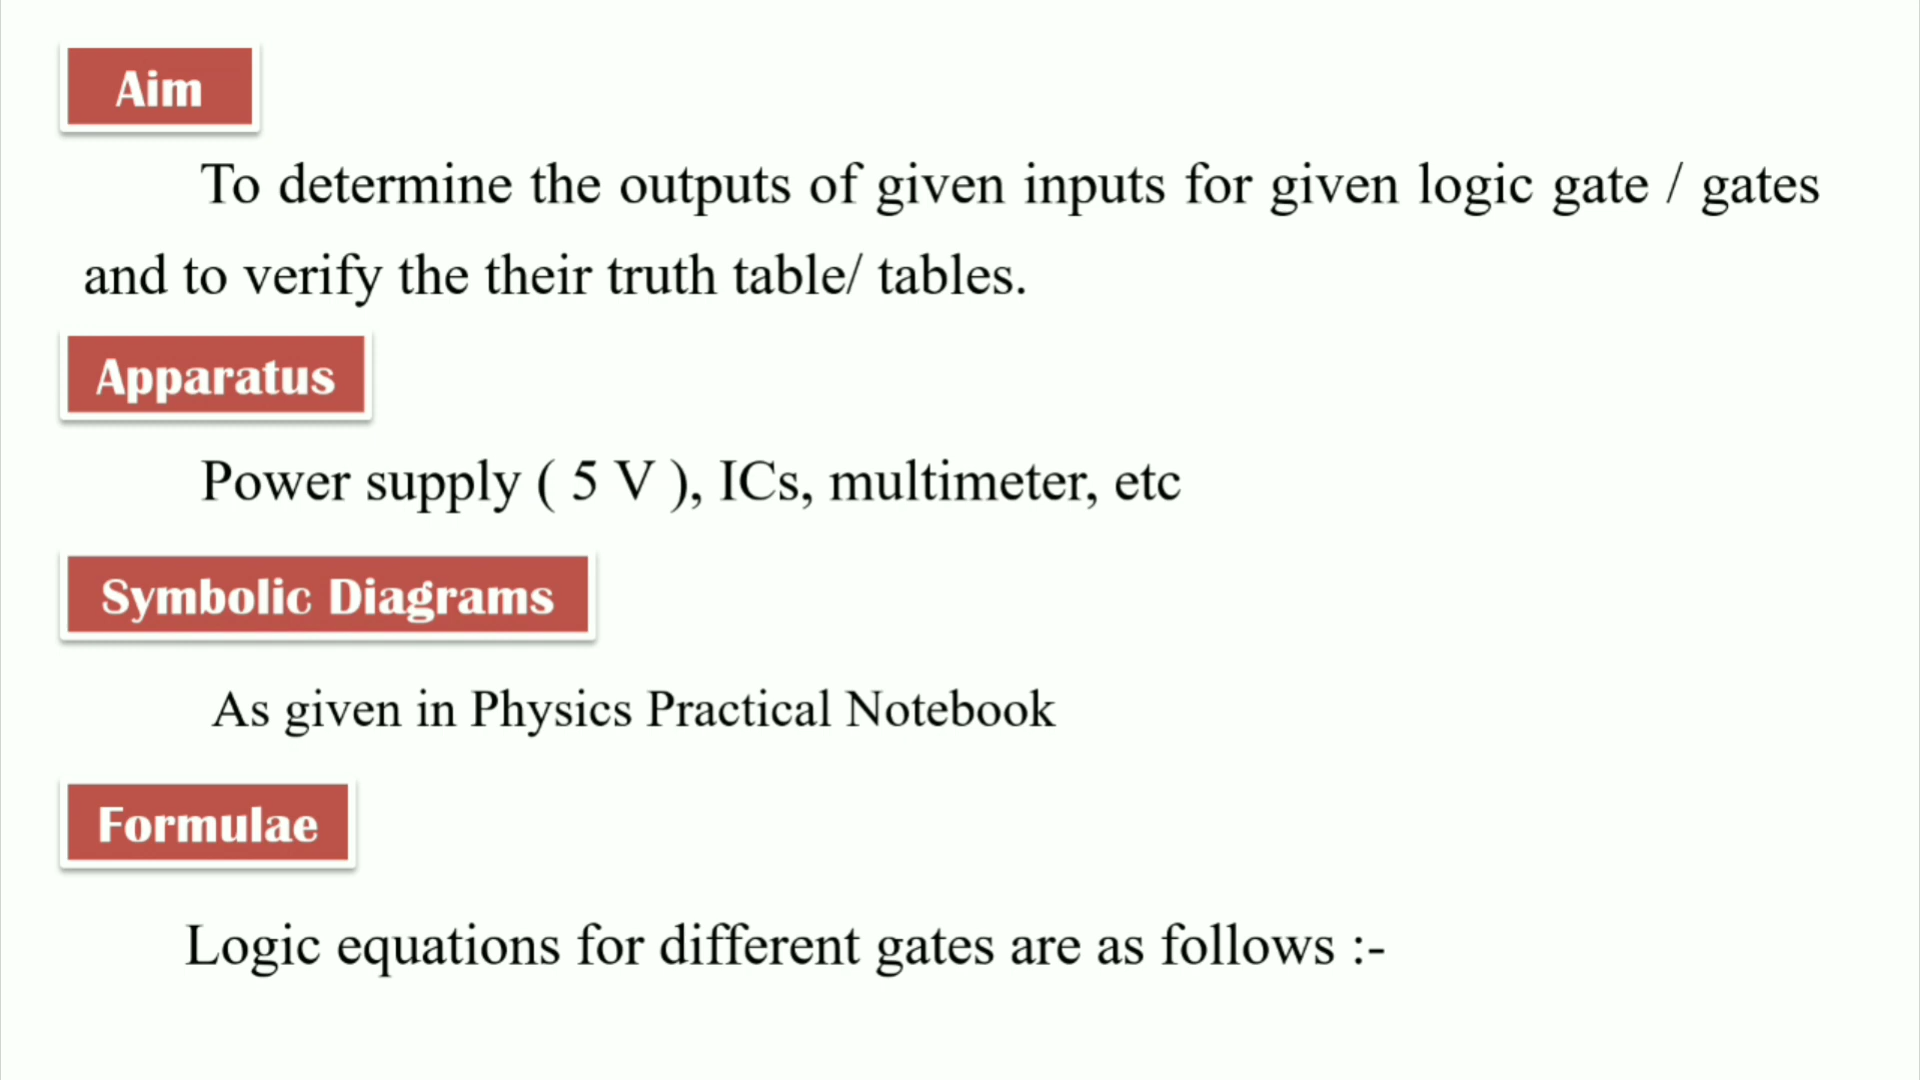 Aim
To determine the outputs of given inputs for given logic gate / gates
and to verify the their truth table/ tables.
Apparatus
Power supply ( 5 V ), ICs, multimeter, etc
Symbolic Diagrams
As given in Physics Practical Notebook
Formulae
Logic equations for different gates are as follows :-